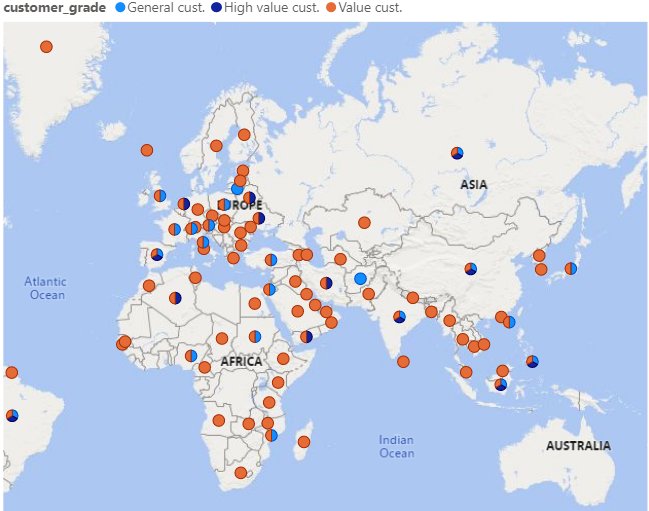 customer_grade General cust. High value cust. Value cust.
ASIA
EUROPE
Atlantic
Ocean
AFRICA
Indian
Ocean
AUSTRALIA